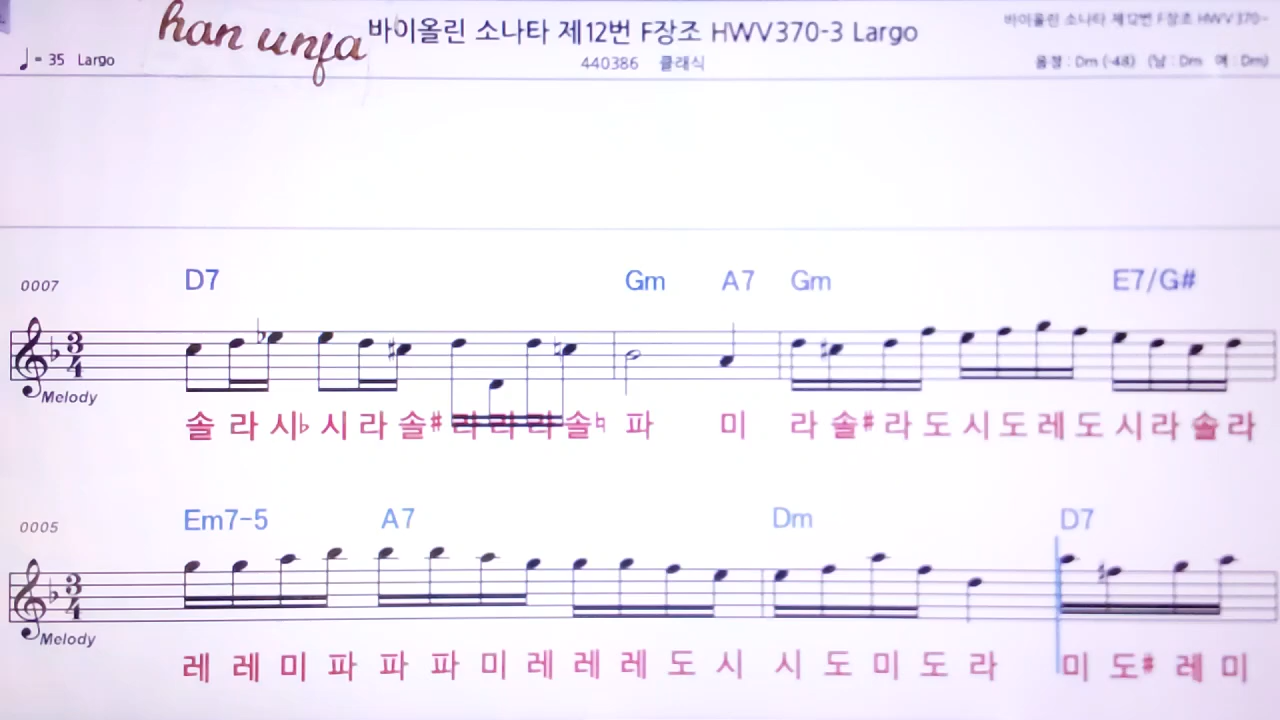 han unfa
바이올린 소나타 제12번 F장조 HWV370-3 Largo
바이올린 소나타 제12번 F장조 HWV370-
♩= 35 Largo
440386 클래식
음정 : Dm (-48) (남 : Dm 여 : Dm)
0007
D7 Gm A7 Gm E7/G#
3
4
Melody
솔 라 시♭ 시 라 솔# 라 라 라 솔♮ 파 미 라 솔# 라 도 시 도 레 도 시 라 솔 라
0005
Em7-5 A7 Dm D7
3
4
Melody
레 레 미 파 파 파 미 레 레 레 도 시 시 도 미 도 라 미 도# 레 미